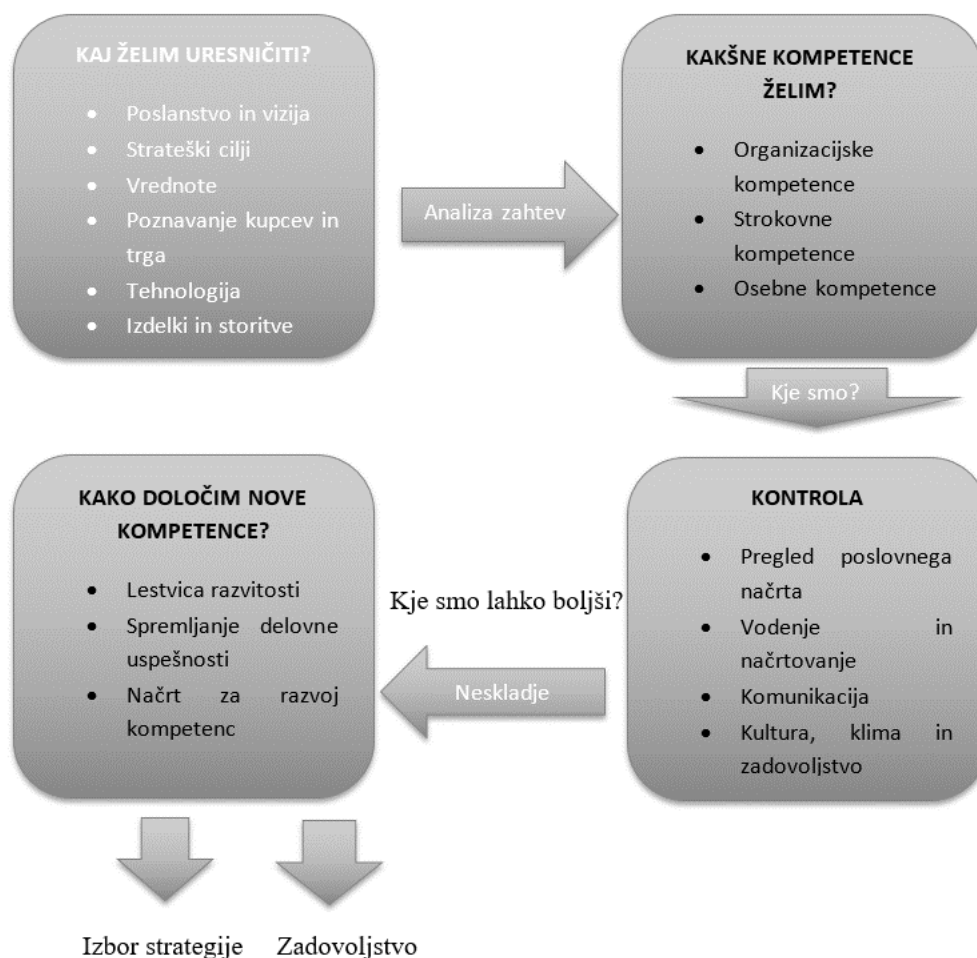 KAJ ŽELIM URESNIČITI?
• Poslanstvo in vizija
• Strateški cilji
• Vrednote
• Poznavanje kupcev in
trga
• Tehnologija
• Izdelki in storitve
Analiza zahtev
KAKŠNE KOMPETENCE
ŽELIM?
• Organizacijske
kompetence
• Strokovne
kompetence
• Osebne kompetence
Kje smo?
KONTROLA
• Pregled poslovnega
načrta
• Vodenje in
načrtovanje
• Komunikacija
• Kultura, klima in
zadovoljstvo
Kje smo lahko boljši?
Neskladje
KAKO DOLOČIM NOVE
KOMPETENCE?
• Lestvica razvitosti
• Spremljanje delovne
uspešnosti
• Načrt za razvoj
kompetenc
Izbor strategije
Zadovoljstvo